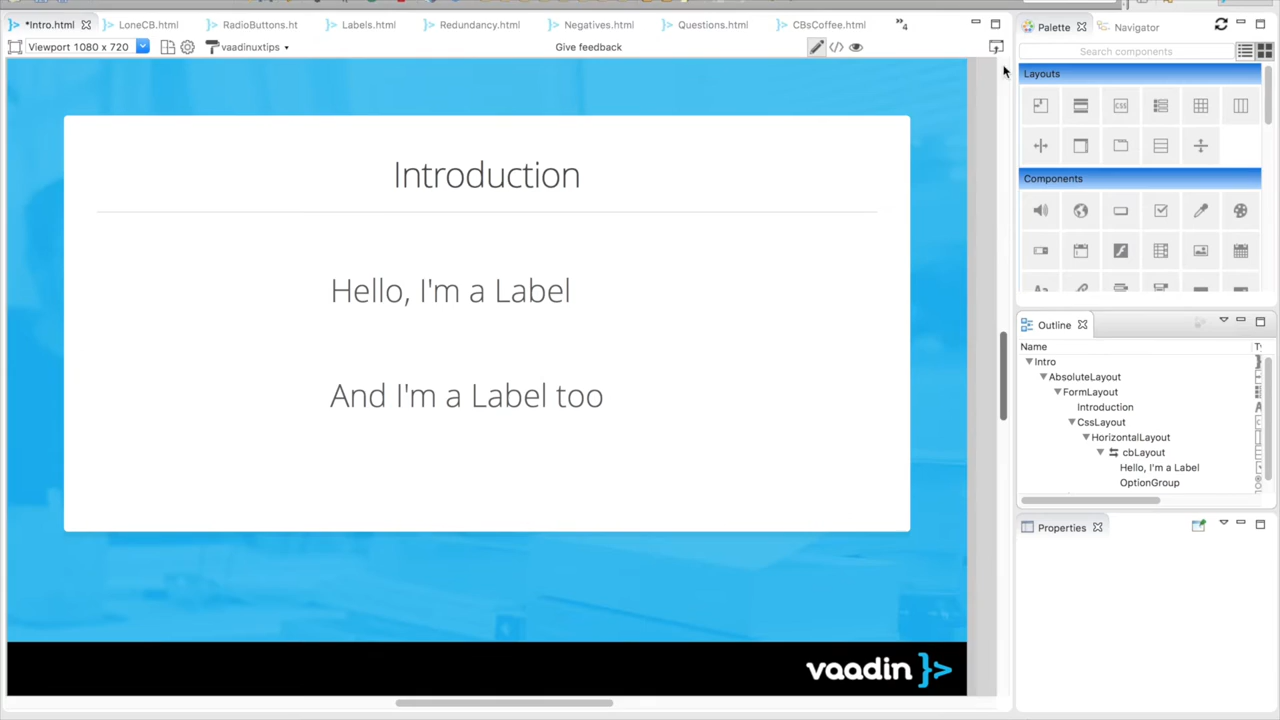 *Intro.html
LoneCB.html
RadioButtons.ht
Labels.html
Redundancy.html
Negatives.html
Questions.html
CBsCoffee.html
»4
Palette
Navigator
Viewport 1080 x 720
vaadinuxtips
Give feedback
Search components
Layouts
CSS
Components
Introduction
Hello, I'm a Label
And I'm a Label too
Outline
Name
Intro
AbsoluteLayout
FormLayout
Introduction
CssLayout
HorizontalLayout
cbLayout
Hello, I'm a Label
OptionGroup
Properties
vaadin }>